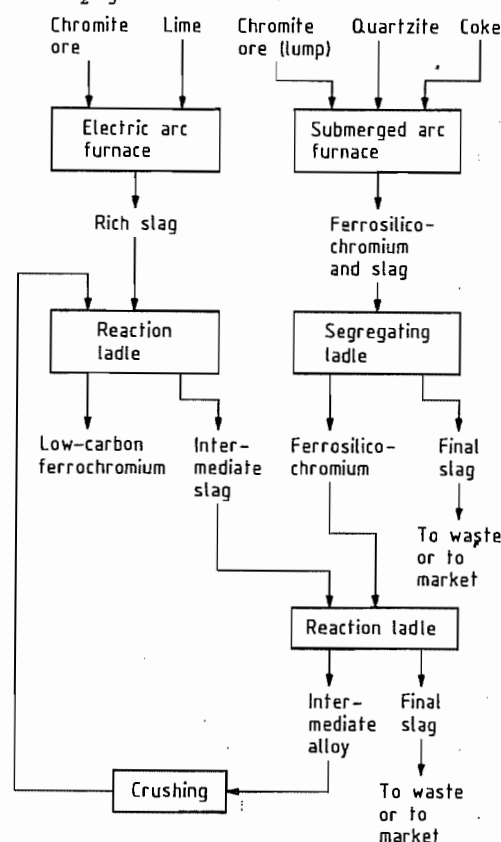 Chromite
ore
Lime
Chromite
ore (lump)
Quartzite
Coke
Electric arc
furnace
Submerged arc
furnace
Rich slag
Ferrosilico-
chromium
and slag
Reaction
ladle
Segregating
ladle
Low-carbon
ferrochromium
Inter-
mediate
slag
Ferrosilico-
chromium
Final
slag
To waste
or to
market
Reaction ladle
Inter-
mediate
alloy
Final
slag
Crushing
To waste
or to
market